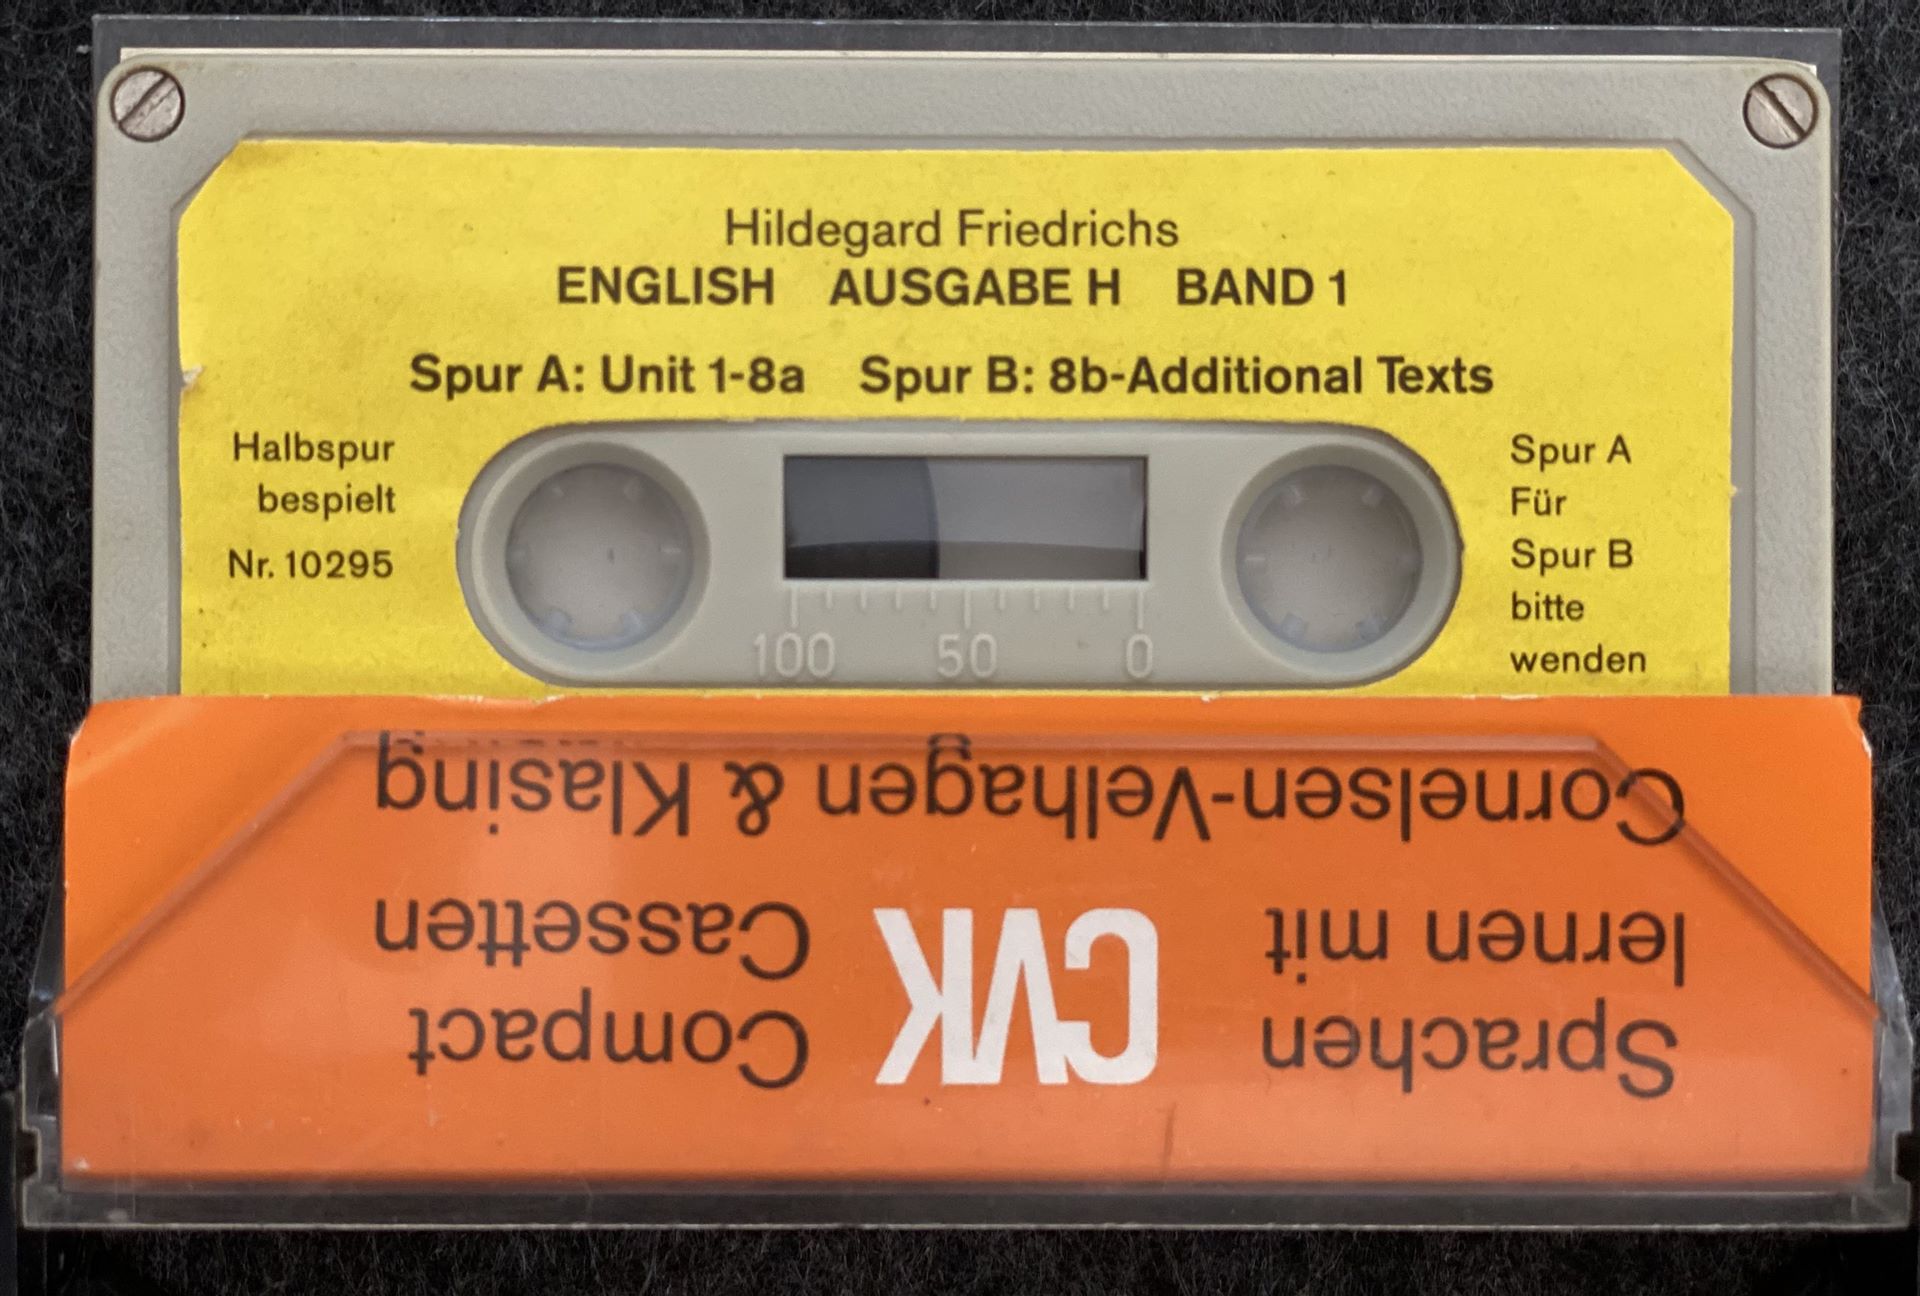 Hildegard Friedrichs
ENGLISH AUSGABE H BAND 1
Spur A: Unit 1-8a Spur B: 8b-Additional Texts
Halbspur
bespielt
Nr. 10295
Spur A
Für
Spur B
bitte
wenden
100 50 0
Sprachen
lernen mit
CVK
Compact
Cassetten
Cornelsen-Velhagen & Klasing